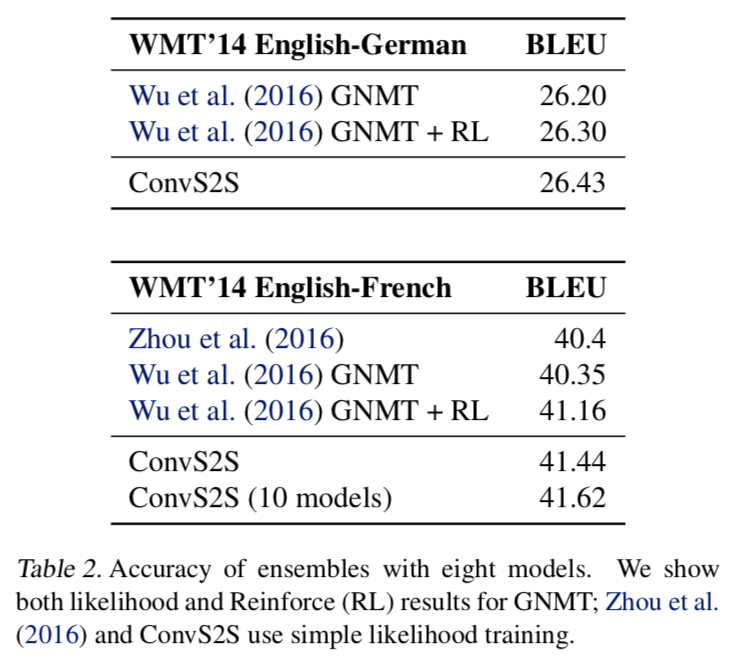 WMT’14 English-German BLEU
Wu et al. (2016) GNMT 26.20
Wu et al. (2016) GNMT + RL 26.30
ConvS2S 26.43
WMT’14 English-French BLEU
Zhou et al. (2016) 40.4
Wu et al. (2016) GNMT 40.35
Wu et al. (2016) GNMT + RL 41.16
ConvS2S 41.44
ConvS2S (10 models) 41.62
Table 2. Accuracy of ensembles with eight models. We show
both likelihood and Reinforce (RL) results for GNMT; Zhou et al.
(2016) and ConvS2S use simple likelihood training.